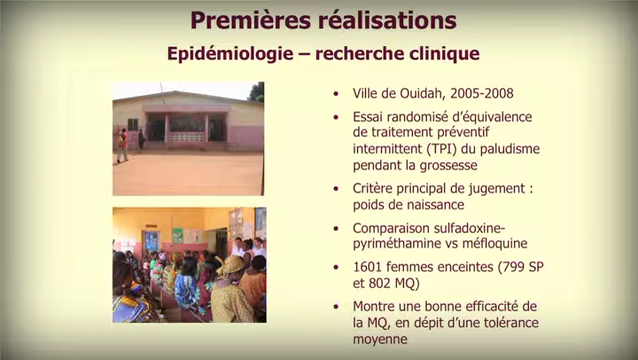 Premières réalisations
Epidémiologie – recherche clinique
• Ville de Ouidah, 2005-2008
• Essai randomisé d'équivalence
de traitement préventif
intermittent (TPI) du paludisme
pendant la grossesse
• Critère principal de jugement :
poids de naissance
• Comparaison sulfadoxine-
pyriméthamine vs méfloquine
• 1601 femmes enceintes (799 SP
et 802 MQ)
• Montre une bonne efficacité de
la MQ, en dépit d'une tolérance
moyenne